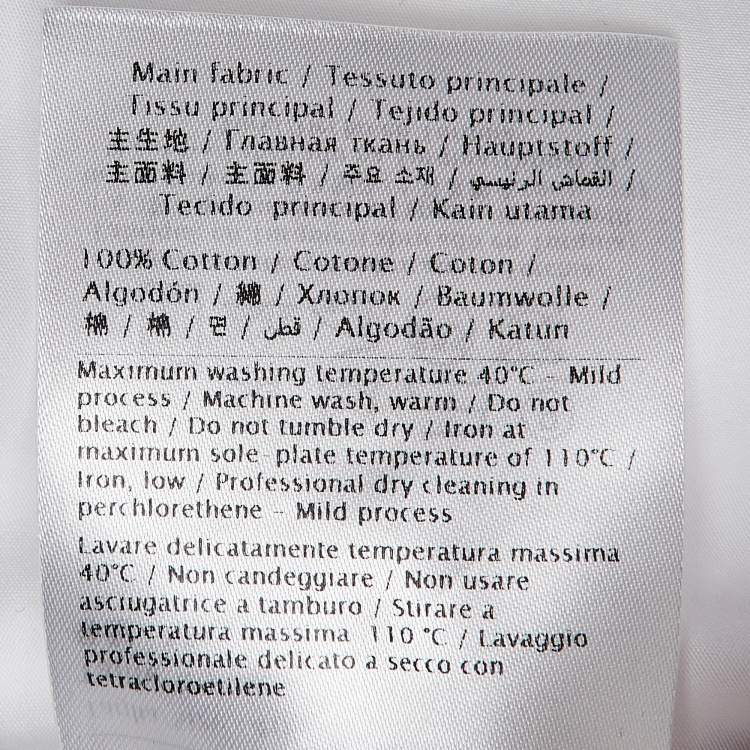 Main fabric / Tessuto principale /
Tissu principal / Tejido principal /
主生地 / Главная ткань / Hauptstoff /
主面料 / 主面料 / 주요 소재 / القماش الرئيسي /
Tecido principal / Kain utama
100% Cotton / Cotone / Coton /
Algodón / 綿 / Хлопок / Baumwolle /
棉 / 棉 / 면 / قطن / Algodão / Katun
Maximum washing temperature 40°C - Mild
process / Machine wash, warm / Do not
bleach / Do not tumble dry / Iron at
maximum sole-plate temperature of 110°C /
Iron, low / Professional dry cleaning in
perchlorethene - Mild process
Lavare delicatamente temperatura massima
40°C / Non candeggiare / Non usare
asciugatrice a tamburo / Stirare a
temperatura massima 110 °C / Lavaggio
professionale delicato a secco con
tetracloroetilene